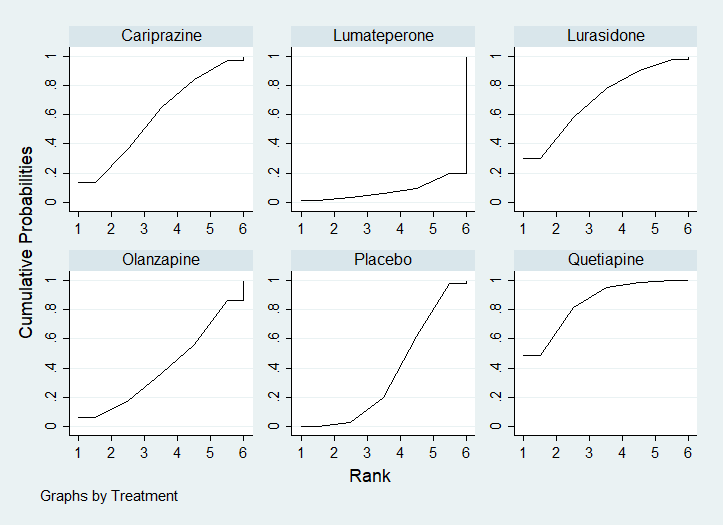 Cariprazine
Lumateperone
Lurasidone
0 .2 .4 .6 .8 1
1 2 3 4 5 6
0 .2 .4 .6 .8 1
1 2 3 4 5 6
0 .2 .4 .6 .8 1
1 2 3 4 5 6
Olanzapine
Placebo
Quetiapine
0 .2 .4 .6 .8 1
1 2 3 4 5 6
0 .2 .4 .6 .8 1
1 2 3 4 5 6
0 .2 .4 .6 .8 1
1 2 3 4 5 6
Cumulative Probabilities
Rank
Graphs by Treatment